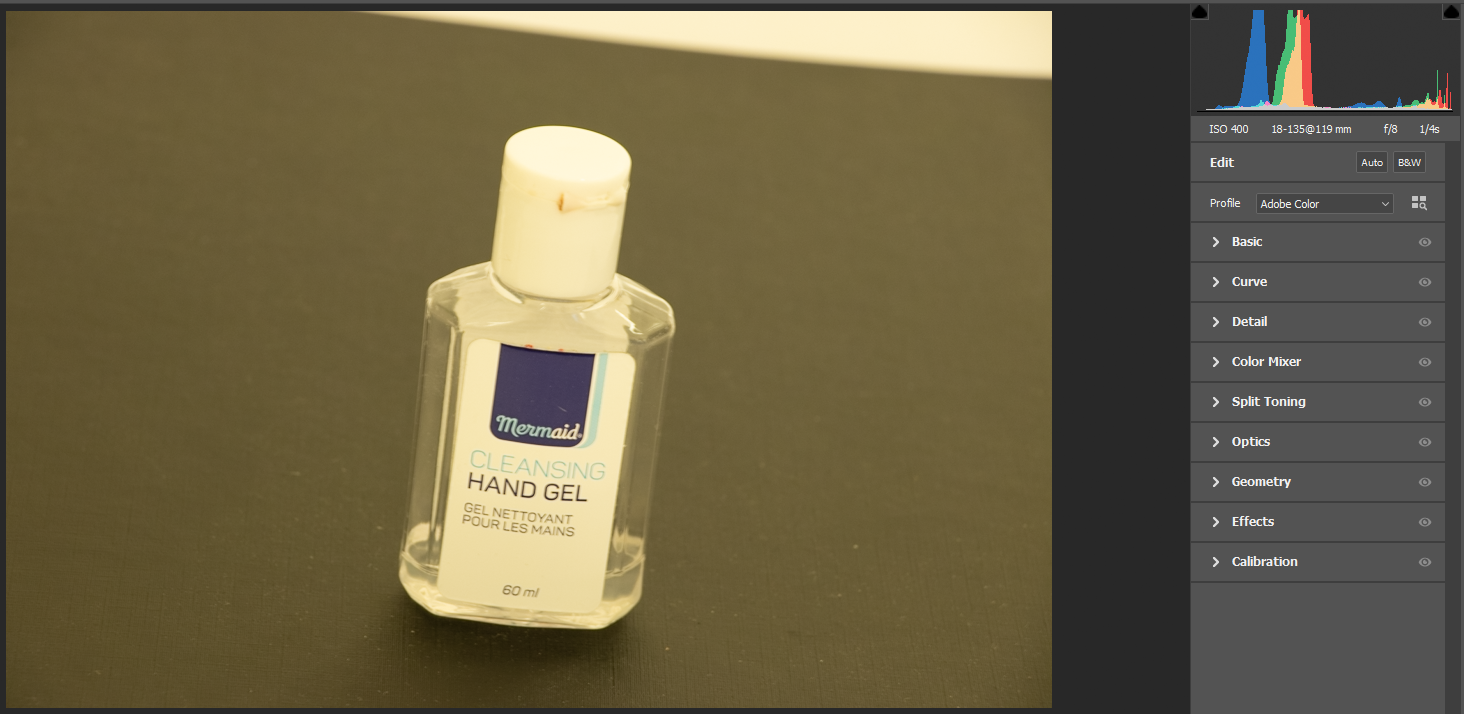 ISO 400 18-135@119 mm f/8 1/4s
Edit Auto B&W
Profile Adobe Color
Basic
Curve
Detail
Color Mixer
Split Toning
Optics
Geometry
Effects
Calibration
Mermaid
CLEANSING
HAND GEL
GEL NETTOYANT
POUR LES MAINS
60 ml